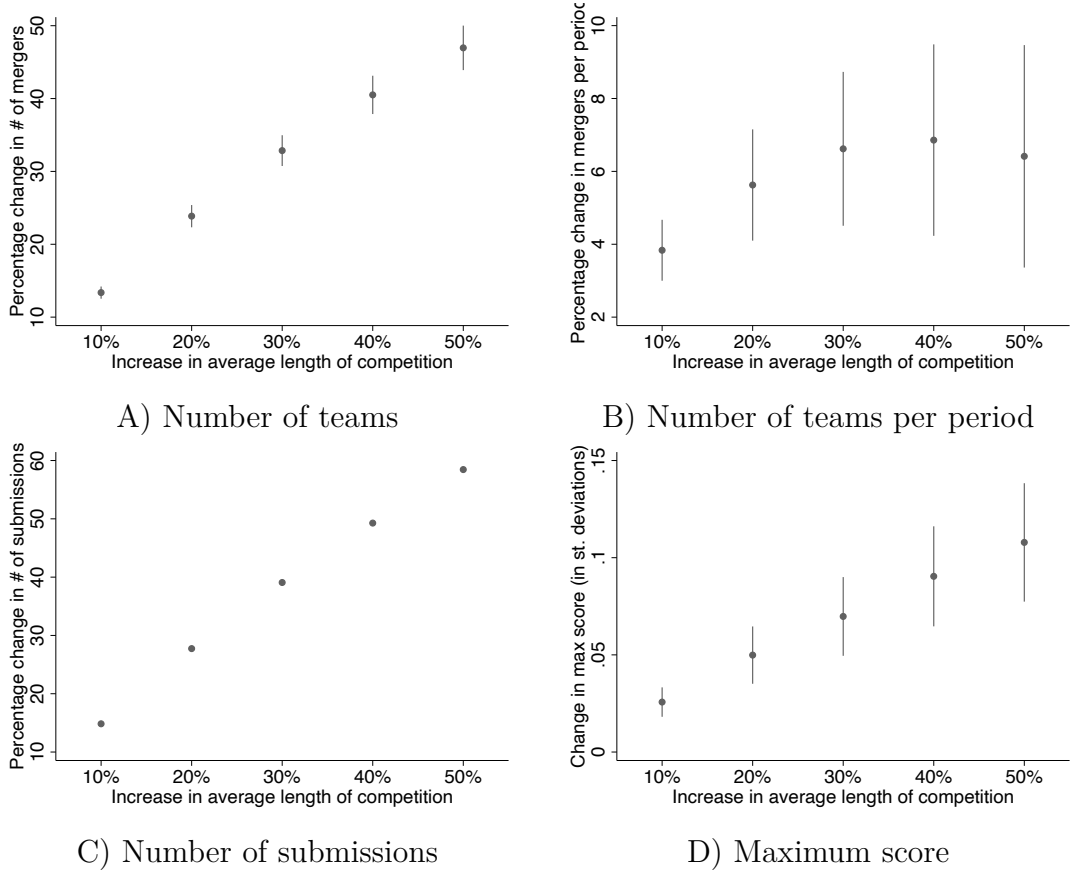 Percentage change in # of mergers
50
40
30
20
10
10% 20% 30% 40% 50%
Increase in average length of competition
A) Number of teams
Percentage change in mergers per period
10
8
6
4
2
10% 20% 30% 40% 50%
Increase in average length of competition
B) Number of teams per period
Percentage change in # of submissions
60
50
40
30
20
10
10% 20% 30% 40% 50%
Increase in average length of competition
C) Number of submissions
Change in max score (in st. deviations)
.15
.1
.05
0
10% 20% 30% 40% 50%
Increase in average length of competition
D) Maximum score